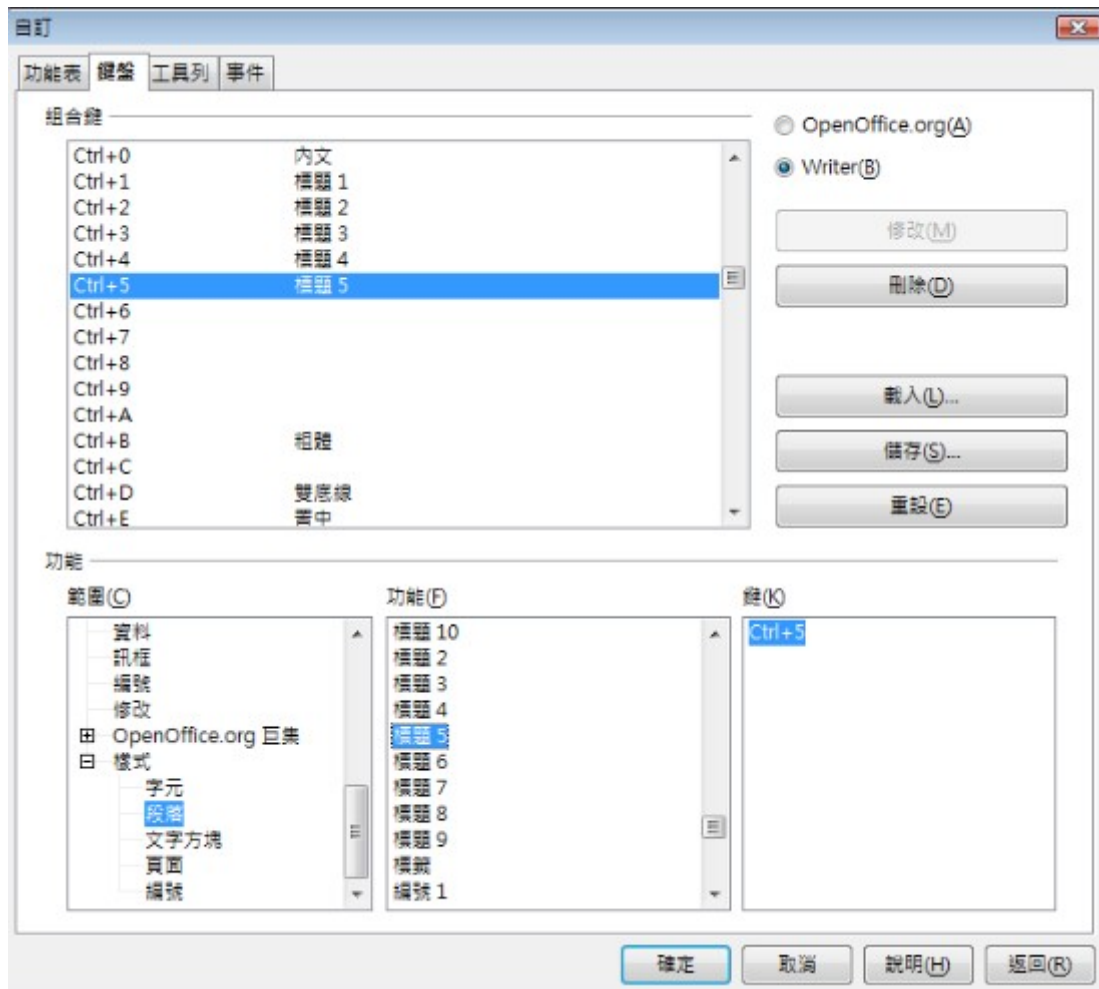 自訂
功能表 鍵盤 工具列 事件
組合鍵
Ctrl+0 內文
Ctrl+1 標題 1
Ctrl+2 標題 2
Ctrl+3 標題 3
Ctrl+4 標題 4
Ctrl+5 標題 5
Ctrl+6
Ctrl+7
Ctrl+8
Ctrl+9
Ctrl+A
Ctrl+B 粗體
Ctrl+C
Ctrl+D 雙底線
Ctrl+E 置中
OpenOffice.org(A)
Writer(B)
修改(M)
刪除(D)
載入(L)...
儲存(S)...
重設(E)
功能
範圍(C)
資料
訊框
編號
修改
OpenOffice.org 巨集
樣式
字元
段落
文字方塊
頁面
編號
功能(F)
標題 10
標題 2
標題 3
標題 4
標題 5
標題 6
標題 7
標題 8
標題 9
標籤
編號 1
鍵(K)
Ctrl+5
確定 取消 說明(H) 返回(R)